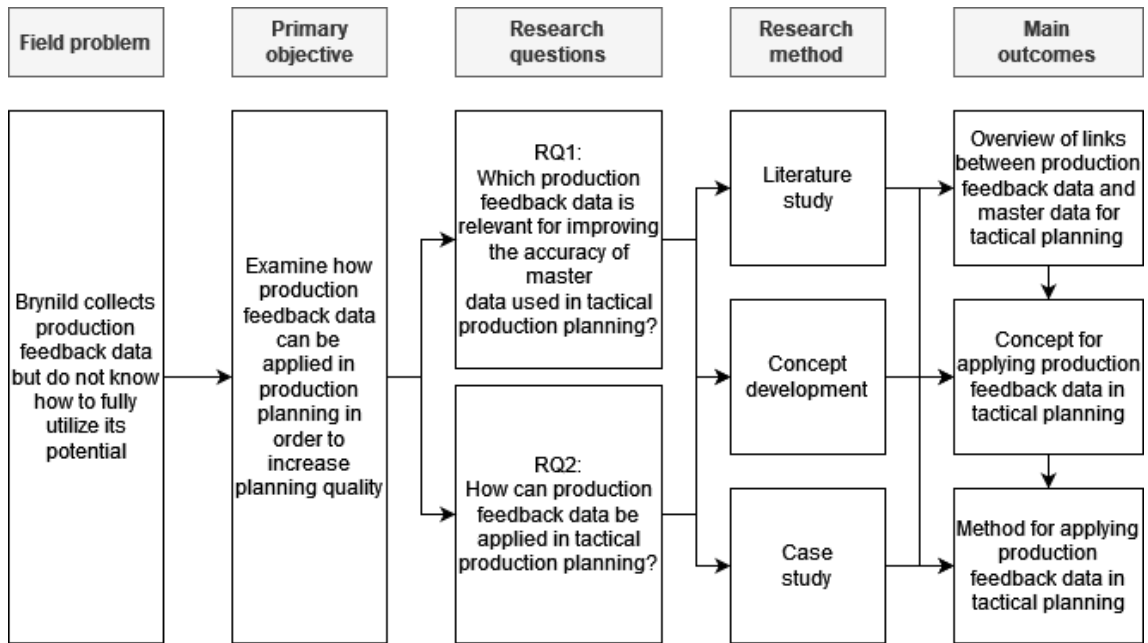 Field problem
Primary
objective
Research
questions
Research
method
Main
outcomes
Brynild collects
production
feedback data
but do not know
how to fully
utilize its
potential
Examine how
production
feedback data
can be
applied in
production
planning in
order to
increase
planning quality
RQ1:
Which production
feedback data is
relevant for improving
the accuracy of
master
data used in tactical
production planning?
RQ2:
How can production
feedback data be
applied in tactical
production planning?
Literature
study
Concept
development
Case
study
Overview of links
between production
feedback data and
master data for
tactical planning
Concept for
applying production
feedback data in
tactical planning
Method for applying
production
feedback data in
tactical planning